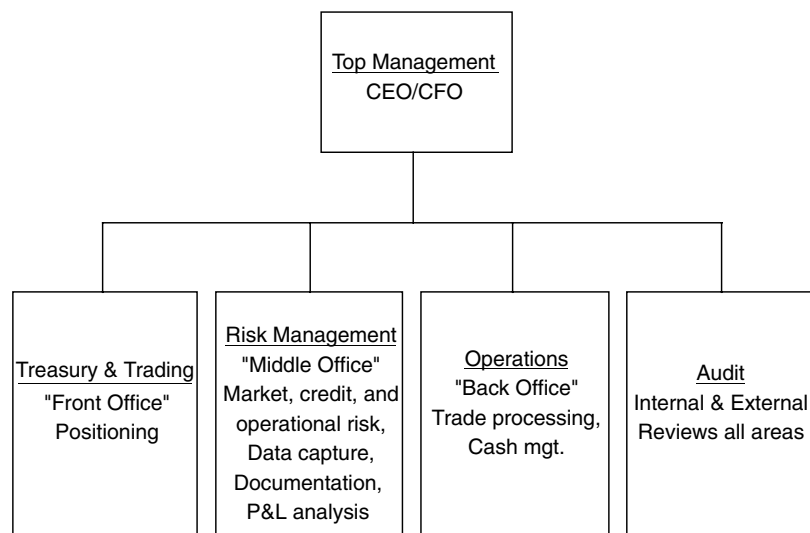 Top Management
CEO/CFO
Treasury & Trading
"Front Office"
Positioning
Risk Management
"Middle Office"
Market, credit, and
operational risk,
Data capture,
Documentation,
P&L analysis
Operations
"Back Office"
Trade processing,
Cash mgt.
Audit
Internal & External
Reviews all areas